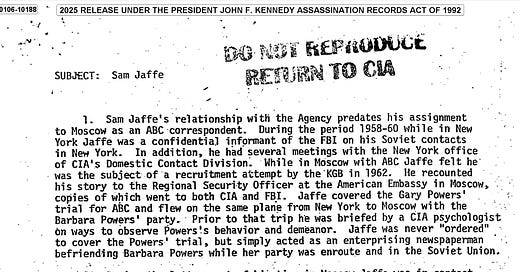 0106-10188
2025 RELEASE UNDER THE PRESIDENT JOHN F. KENNEDY ASSASSINATION RECORDS ACT OF 1992
DO NOT REPRODUCE
RETURN TO CIA
SUBJECT: Sam Jaffe
1. Sam Jaffe's relationship with the Agency predates his assignment
to Moscow as an ABC correspondent. During the period 1958-60 while in
New York Jaffe was a confidential informant of the FBI on his Soviet contacts
in New York. In addition, he had several meetings with the New York office
of CIA's Domestic Contact Division. While in Moscow with ABC Jaffe felt he
was the subject of a recruitment attempt by the KGB in 1962. He recounted
his story to the Regional Security Officer at the American Embassy in Moscow,
copies of which went to both CIA and FBI. Jaffe covered the Gary Powers'
trial for ABC and flew on the same plane from New York to Moscow with the
Barbara Powers' party. Prior to that trip he was briefed by a CIA psychologist
on ways to observe Powers's behavior and demeanor. Jaffe was never "ordered"
to cover the Powers' trial, but simply acted as an enterprising newspaperman
befriending Barbara Powers while her party was enroute and in the Soviet Union.